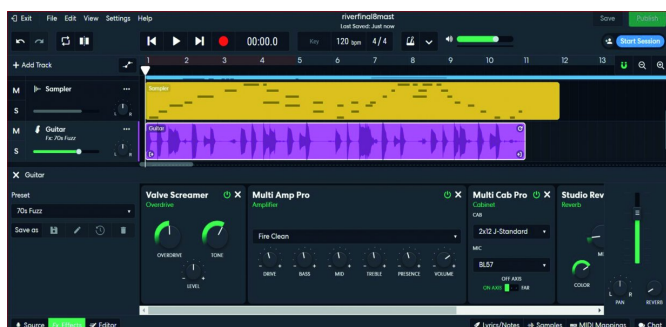 Exit File Edit View Settings Help
riverfinal8mast
Last Saved: Just now
Save Publish
00:00.0 Key 120 bpm 4 / 4 Start Session
+ Add Track
1 2 3 4 5 6 7 8 9 10 11 12 13
M Sampler ...
S L R
Sampler
M Guitar ...
Fx: 70s Fuzz
S L R
Guitar
X Guitar
Preset
70s Fuzz
Save as
Valve Screamer
Overdrive
OVERDRIVE TONE
LEVEL
Multi Amp Pro
Amplifier
Fire Clean
DRIVE BASS MID TREBLE PRESENCE VOLUME
Multi Cab Pro
Cabinet
CAB
2x12 J-Standard
MIC
BL57
OFF AXIS
ON AXIS FAR
Studio Rev
Reverb
MI
COLOR
L R
PAN REVERB
Source Effects Editor
Lyrics/Notes Samples MIDI Mappings Chat